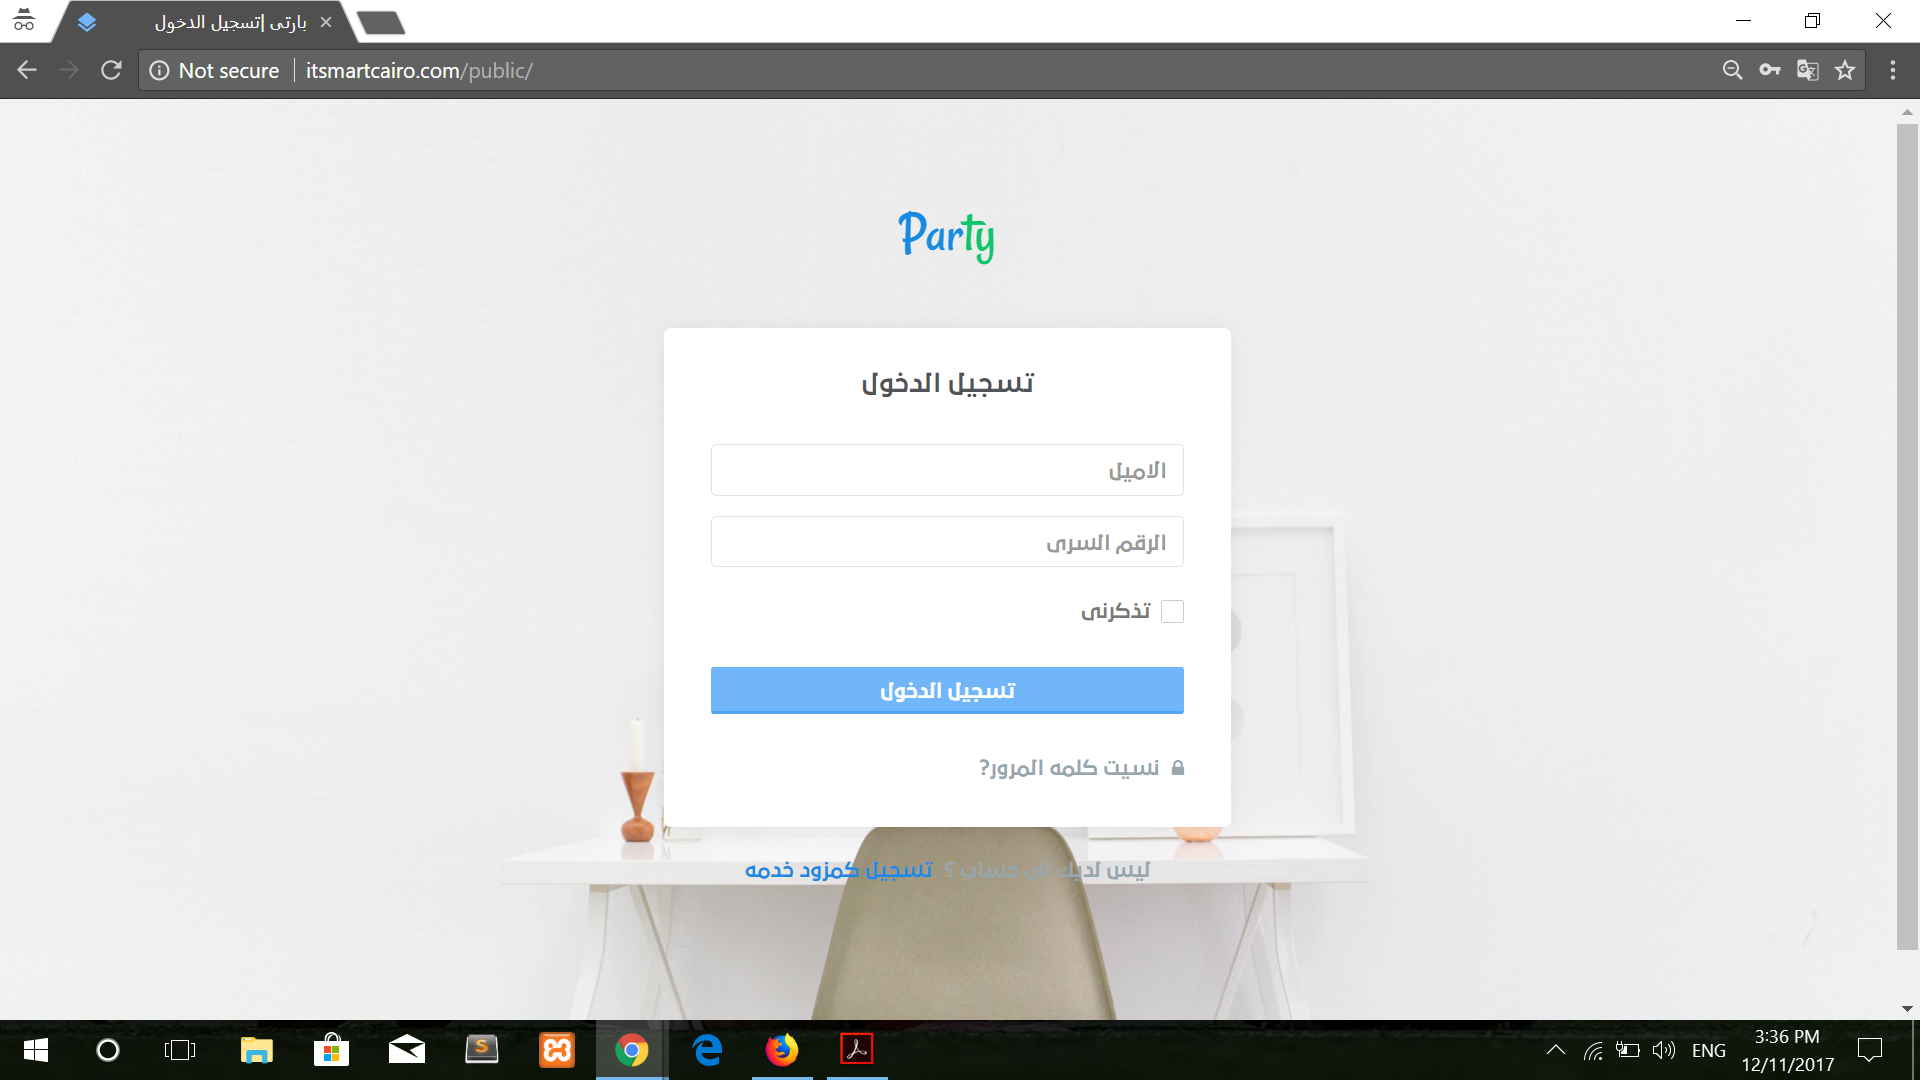 بارتى |تسجيل الدخول
Not secure
itsmartcairo.com/public/
Party
تسجيل الدخول
الاميل
الرقم السرى
تذكرنى
تسجيل الدخول
نسيت كلمه المرور?
ليس لديك اى حساب ؟ تسجيل كمزود خدمه
ENG
3:36 PM
12/11/2017